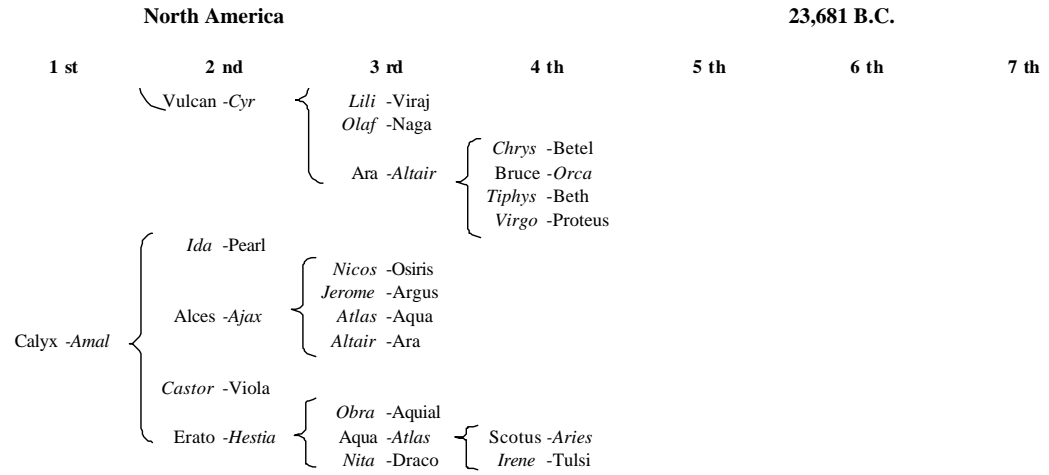 North America 23,681 B.C.
1 st 2 nd 3 rd 4 th 5 th 6 th 7 th
Vulcan -Cyr Lili -Viraj
Olaf -Naga
Chrys -Betel
Ara -Altair Bruce -Orca
Tiphys -Beth
Virgo -Proteus
Ida -Pearl
Nicos -Osiris
Jerome -Argus
Alces -Ajax Atlas -Aqua
Calyx -Amal Altair -Ara
Castor -Viola
Obra -Aquial
Erato -Hestia Aqua -Atlas Scotus -Aries
Nita -Draco Irene -Tulsi